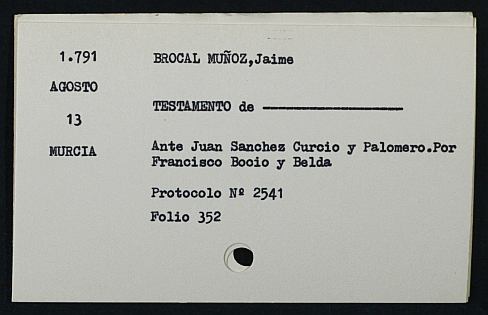 1.791
AGOSTO
13
MURCIA
BROCAL MUÑOZ,Jaime
TESTAMENTO de ————————
Ante Juan Sanchez Curcio y Palomero.Por
Francisco Bocio y Belda
Protocolo Nº 2541
Folio 352